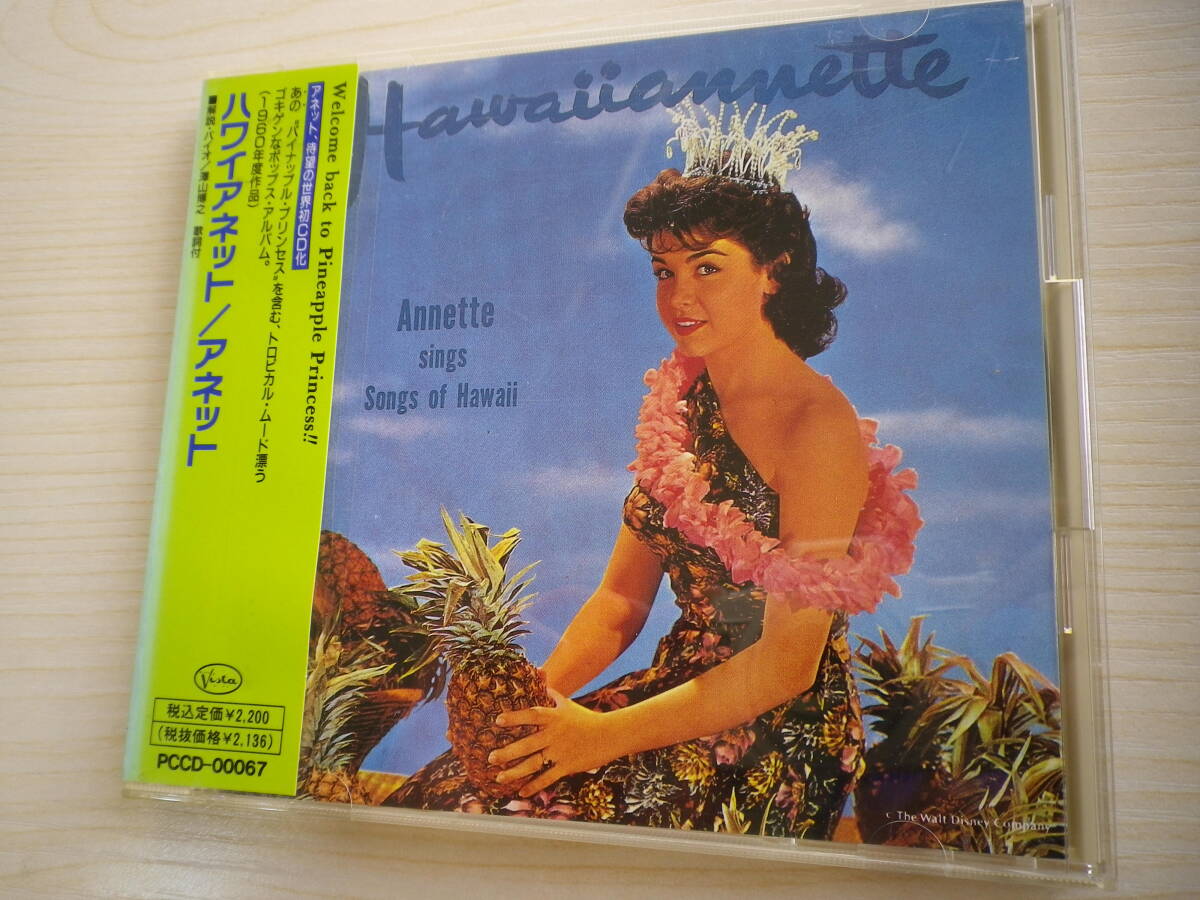 Hawaiiannette
Annette
sings
Songs of Hawaii
c The Walt Disney Company
Welcome back to Pineapple Princess!!
アネット、待望の世界初CD化
あの“パイナップル・プリンセス”を含む、トロピカル・ムード漂う
ゴキゲンなポップス・アルバム。
(1960年度作品)
ハワイアネット/アネット
■解説・バイオ/澤山博之 歌詞付
Vista
税込定価¥2,200
(税抜価格¥2,136)
PCCD-00067